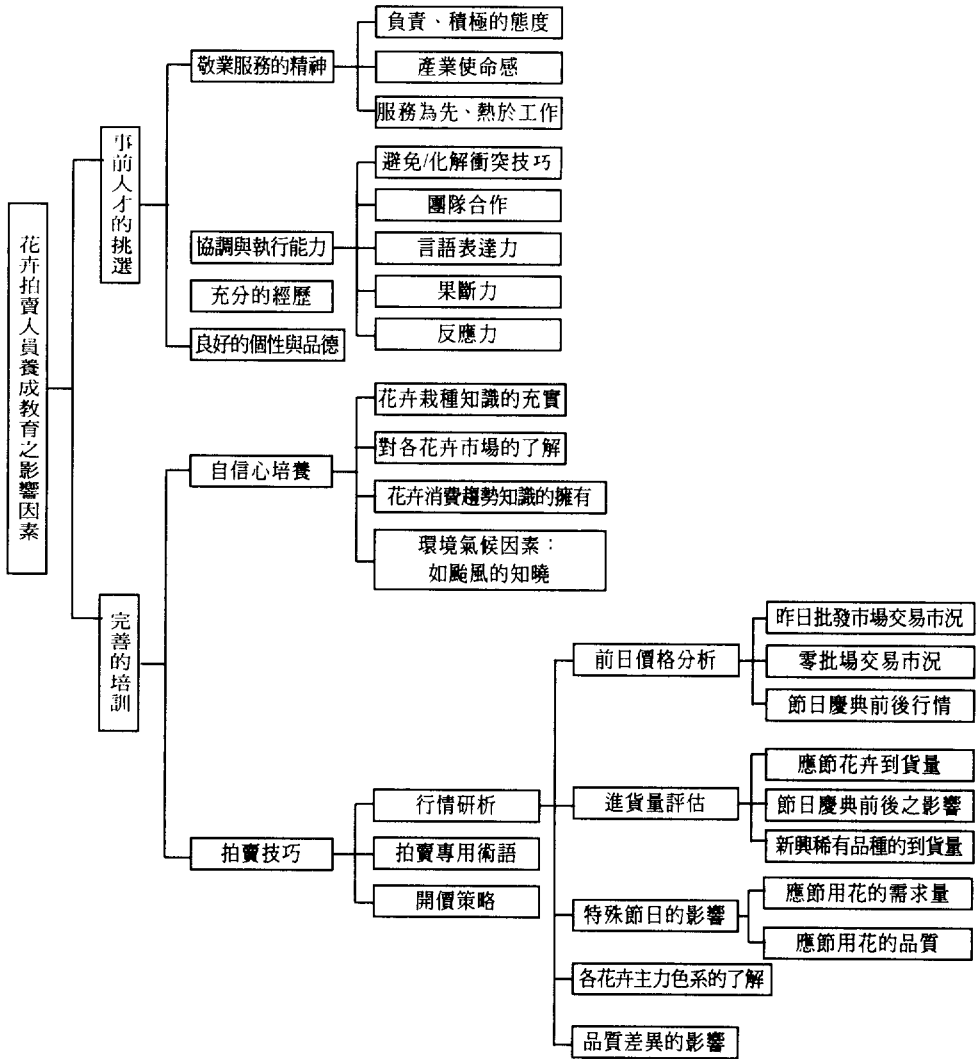 花卉拍賣人員養成教育之影響因素
事前人才的挑選
敬業服務的精神
負責、積極的態度
產業使命感
服務為先、熱於工作
協調與執行能力
避免/化解衝突技巧
團隊合作
言語表達力
果斷力
反應力
充分的經歷
良好的個性與品德
完善的培訓
自信心培養
花卉栽種知識的充實
對各花卉市場的了解
花卉消費趨勢知識的擁有
環境氣候因素：
如颱風的知曉
拍賣技巧
行情研析
前日價格分析
昨日批發市場交易市況
零批場交易市況
節日慶典前後行情
進貨量評估
應節花卉到貨量
節日慶典前後之影響
新興稀有品種的到貨量
特殊節日的影響
應節用花的需求量
應節用花的品質
各花卉主力色系的了解
品質差異的影響
拍賣專用術語
開價策略